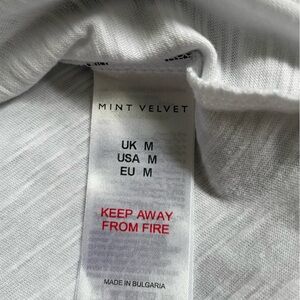 MINT VELVET
UK M
USA M
EU M
KEEP AWAY
FROM FIRE
MADE IN BULGARIA